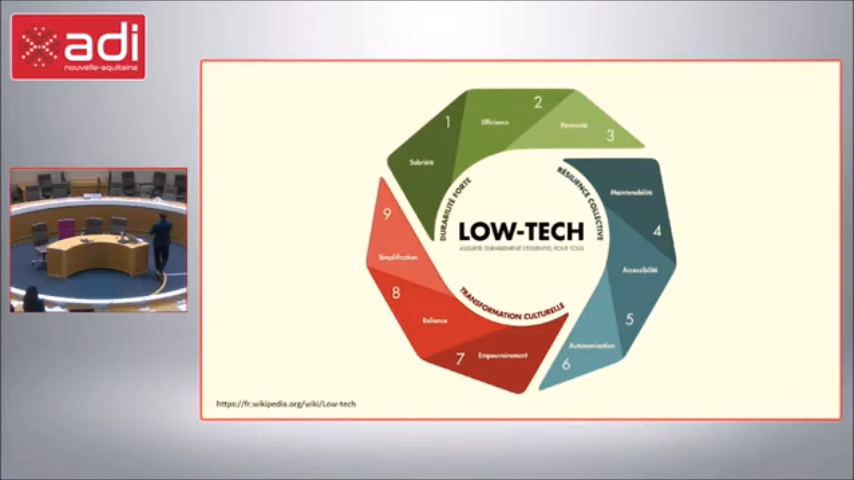 adi
nouvelle-aquitaine
1
Sobriété
2
Efficience
3
Pérennité
4
Maintenabilité
5
Accessibilité
6
Autonomisation
7
Empouvoirement
8
Reliance
9
Simplification
DURABILITÉ FORTE
RÉSILIENCE COLLECTIVE
TRANSFORMATION CULTURELLE
LOW-TECH
ASSURER DURABLEMENT L'ESSENTIEL POUR TOUS
https://fr.wikipedia.org/wiki/Low-tech